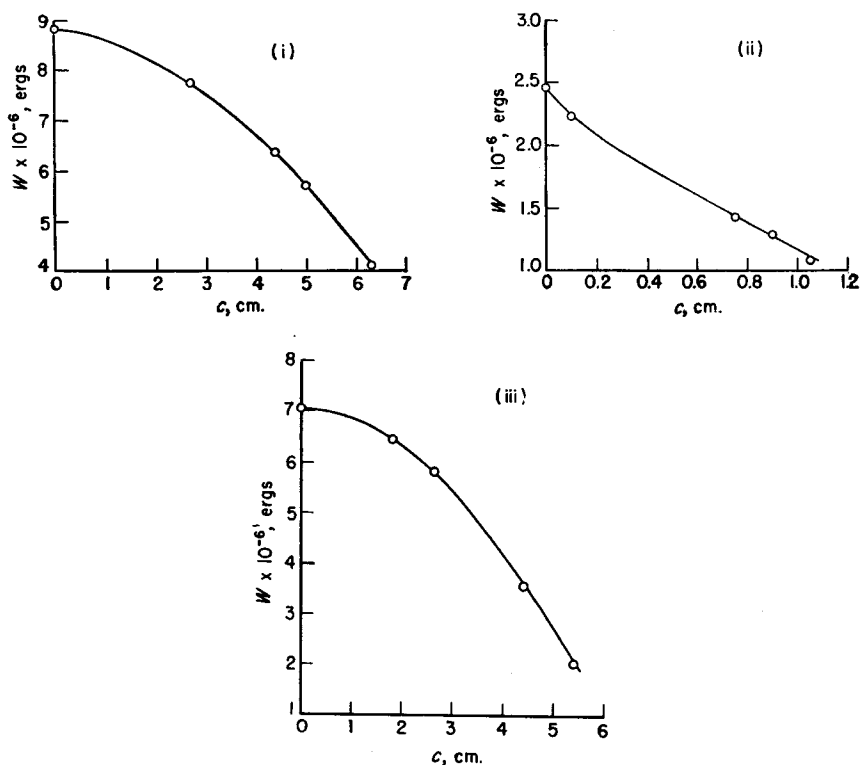 (i)
W x 10⁻⁶, ergs
9
8
7
6
5
4
0 1 2 3 4 5 6 7
c, cm.
(ii)
W x 10⁻⁶, ergs
3.0
2.5
2.0
1.5
1.0
0 0.2 0.4 0.6 0.8 1.0 1.2
c, cm.
(iii)
W x 10⁻⁶', ergs
8
7
6
5
4
3
2
1
0 1 2 3 4 5 6
c, cm.